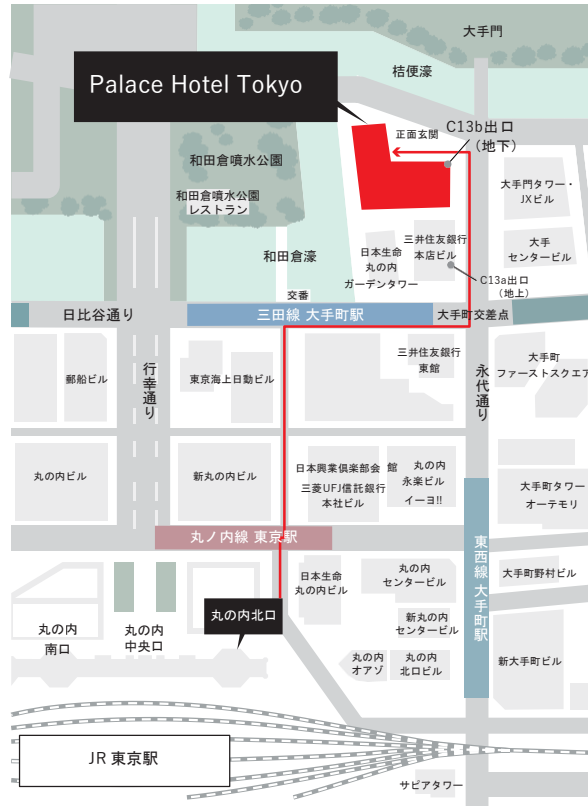 大手門
桔便濠
Palace Hotel Tokyo
C13b出口
(地下)
正面玄関
和田倉噴水公園
和田倉噴水公園
レストラン
大手門タワー・
JXビル
三井住友銀行
本店ビル
日本生命
丸の内
ガーデンタワー
大手
センタービル
和田倉濠
C13a出口
(地上)
交番
日比谷通り
三田線 大手町駅
大手町交差点
郵船ビル
行幸通り
東京海上日動ビル
三井住友銀行
東館
永代通り
大手町
ファーストスクエア
丸の内ビル
新丸の内ビル
日本興業倶楽部会 館
三菱UFJ信託銀行
本社ビル
丸の内
永楽ビル
イーヨ!!
大手町タワー
オーテモリ
丸ノ内線 東京駅
東西線 大手町駅
日本生命
丸の内ビル
丸の内
センタービル
大手町野村ビル
丸の内北口
新丸の内
センタービル
丸の内
南口
丸の内
中央口
丸の内
オアゾ
丸の内
北口ビル
新大手町ビル
JR 東京駅
サピアタワー